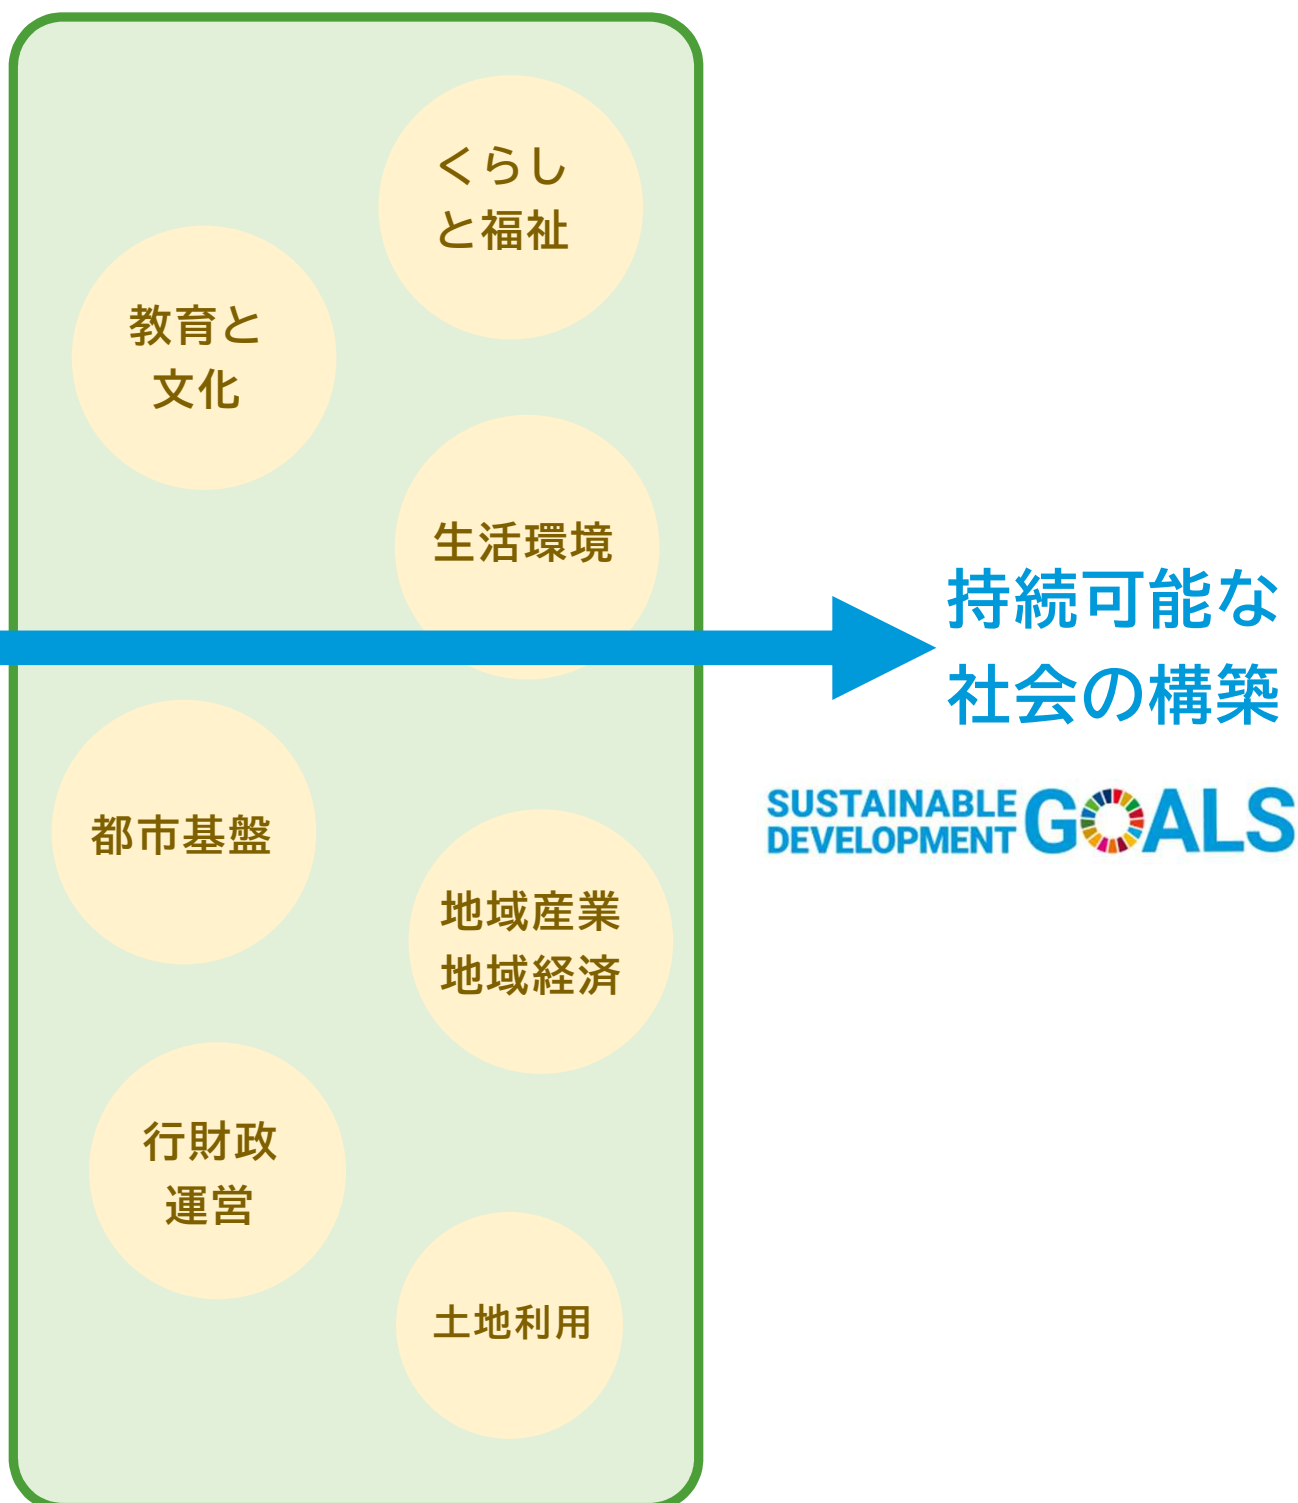 くらし
と福祉
教育と
文化
生活環境
持続可能な
社会の構築
SUSTAINABLE
DEVELOPMENT
GOALS
都市基盤
地域産業
地域経済
行財政
運営
土地利用